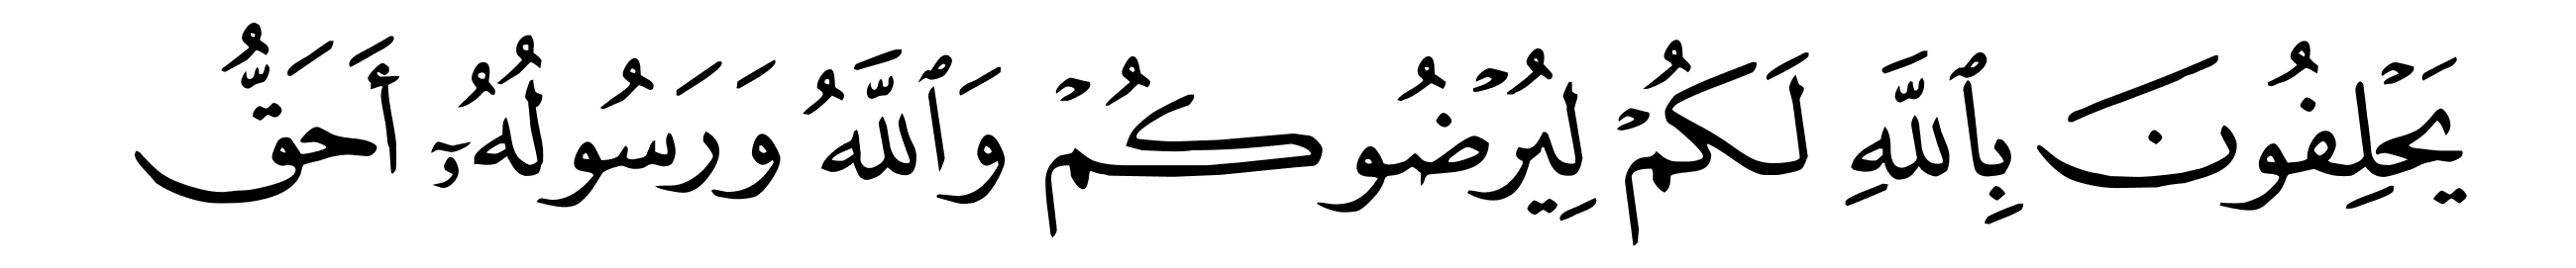 يَحْلِفُونَ بِٱللَّهِ لَكُمْ لِيُرْضُوكُمْ وَٱللَّهُ وَرَسُولُهُۥٓ أَحَقُّ